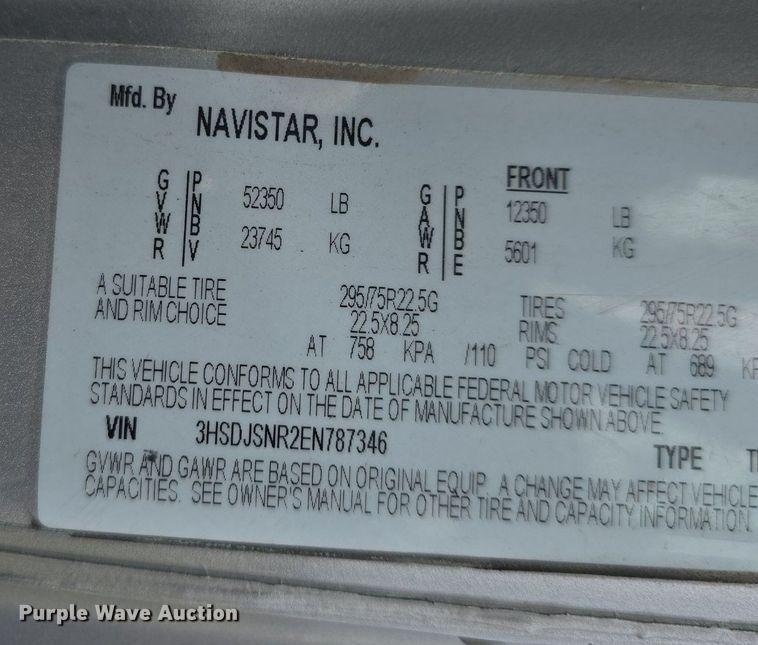 Mfd. By NAVISTAR, INC.
GVWR PNBV 52350 LB
23745 KG
GAWR PNBE FRONT
12350 LB
5601 KG
A SUITABLE TIRE 295/75R22.5G TIRES 295/75R22.5G
AND RIM CHOICE 22.5X8.25 RIMS 22.5X8.25
AT 758 KPA /110 PSI COLD AT 689
THIS VEHICLE CONFORMS TO ALL APPLICABLE FEDERAL MOTOR VEHICLE SAFETY
STANDARDS IN EFFECT ON THE DATE OF MANUFACTURE SHOWN ABOVE.
VIN 3HSDJSNR2EN787346 TYPE
GVWR AND GAWR ARE BASED ON ORIGINAL EQUIP. A CHANGE MAY AFFECT VEHICLE
CAPACITIES. SEE OWNER'S MANUAL FOR OTHER TIRE AND CAPACITY INFORMATION.
Purple Wave Auction